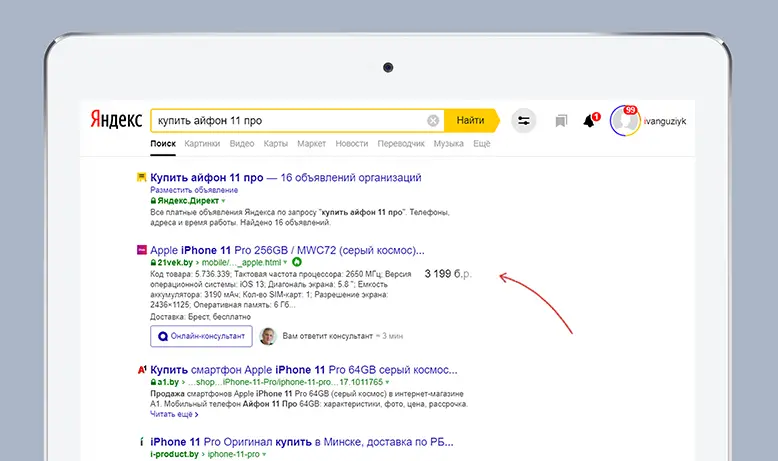 Яндекс
купить айфон 11 про
Найти
1
99
ivanguziyk
Поиск Картинки Видео Карты Маркет Новости Переводчик Музыка Ещё
Купить айфон 11 про — 16 объявлений организаций
Разместить объявление
Яндекс.Директ
Все платные объявления Яндекса по запросу "купить айфон 11 про". Телефоны,
адреса и время работы. Найдено 16 объявлений.
Apple iPhone 11 Pro 256GB / MWC72 (серый космос)...
21vek.by › mobile/..._apple.html
Код товара: 5.736.339; Тактовая частота процессора: 2650 МГц; Версия
операционной системы: iOS 13; Диагональ экрана: 5.8 "; Емкость
аккумулятора: 3190 мАч; Кол-во SIM-карт: 1; Разрешение экрана:
2436×1125, Оперативная память: 6 Гб...
3 199 б.р.
Доставка: Брест, бесплатно
Онлайн-консультант
Вам ответит консультант ≈ 3 мин.
А1
Купить смартфон Apple iPhone 11 Pro 64GB серый космос...
a1.by › ...shop...iPhone-11-Pro/iphone-11-pro...17.1011765
Продажа смартфонов Apple iPhone 11 Pro 64GB (серый космос) в интернет-магазине
А1. Мобильный телефон Айфон 11 Про 64GB: характеристики, фото, цена, рассрочка.
Читать ещё ›
i
iPhone 11 Pro Оригинал купить в Минске, доставка по РБ...
i-product.by › iphone-11-pro